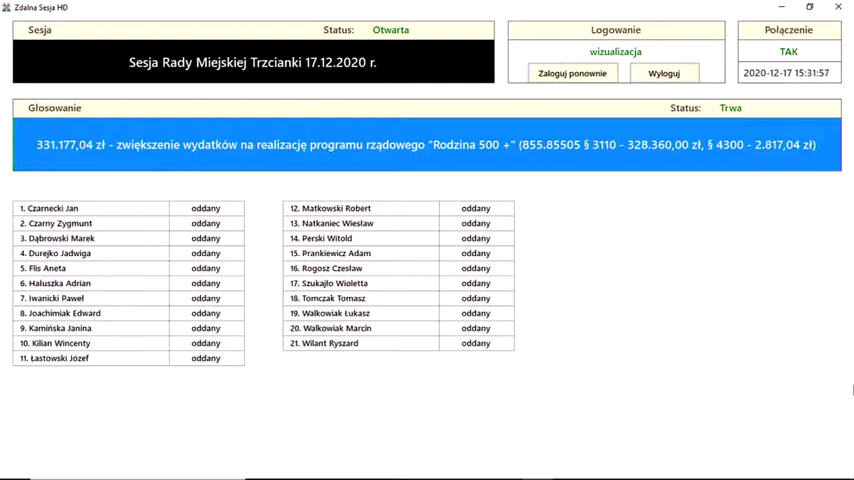 Zdalna Sesja HD
Sesja
Status: Otwarta
Sesja Rady Miejskiej Trzcianki 17.12.2020 r.
Logowanie
wizualizacja
Zaloguj ponownie
Wyloguj
Połączenie
TAK
2020-12-17 15:31:57
Głosowanie
Status: Trwa
331.177,04 zł - zwiększenie wydatków na realizację programu rządowego "Rodzina 500 +" (855.85505 § 3110 - 328.360,00 zł, § 4300 - 2.817,04 zł)
1. Czarnecki Jan oddany
2. Czarny Zygmunt oddany
3. Dąbrowski Marek oddany
4. Durejko Jadwiga oddany
5. Flis Aneta oddany
6. Hałuszka Adrian oddany
7. Iwanicki Paweł oddany
8. Joachimiak Edward oddany
9. Kamińska Janina oddany
10. Kilian Wincenty oddany
11. Łastowski Józef oddany
12. Matkowski Robert oddany
13. Natkaniec Wiesław oddany
14. Perski Witold oddany
15. Prankiewicz Adam oddany
16. Rogosz Czesław oddany
17. Szukajło Wioletta oddany
18. Tomczak Tomasz oddany
19. Walkowiak Łukasz oddany
20. Walkowiak Marcin oddany
21. Wilant Ryszard oddany